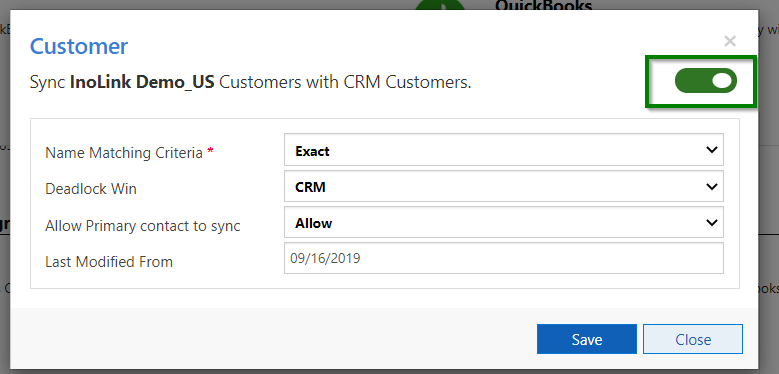 QuickBooks
Customer
×
Sync InoLink Demo_US Customers with CRM Customers.
Name Matching Criteria *
Exact
Deadlock Win
CRM
Allow Primary contact to sync
Allow
Last Modified From
09/16/2019
Save
Close